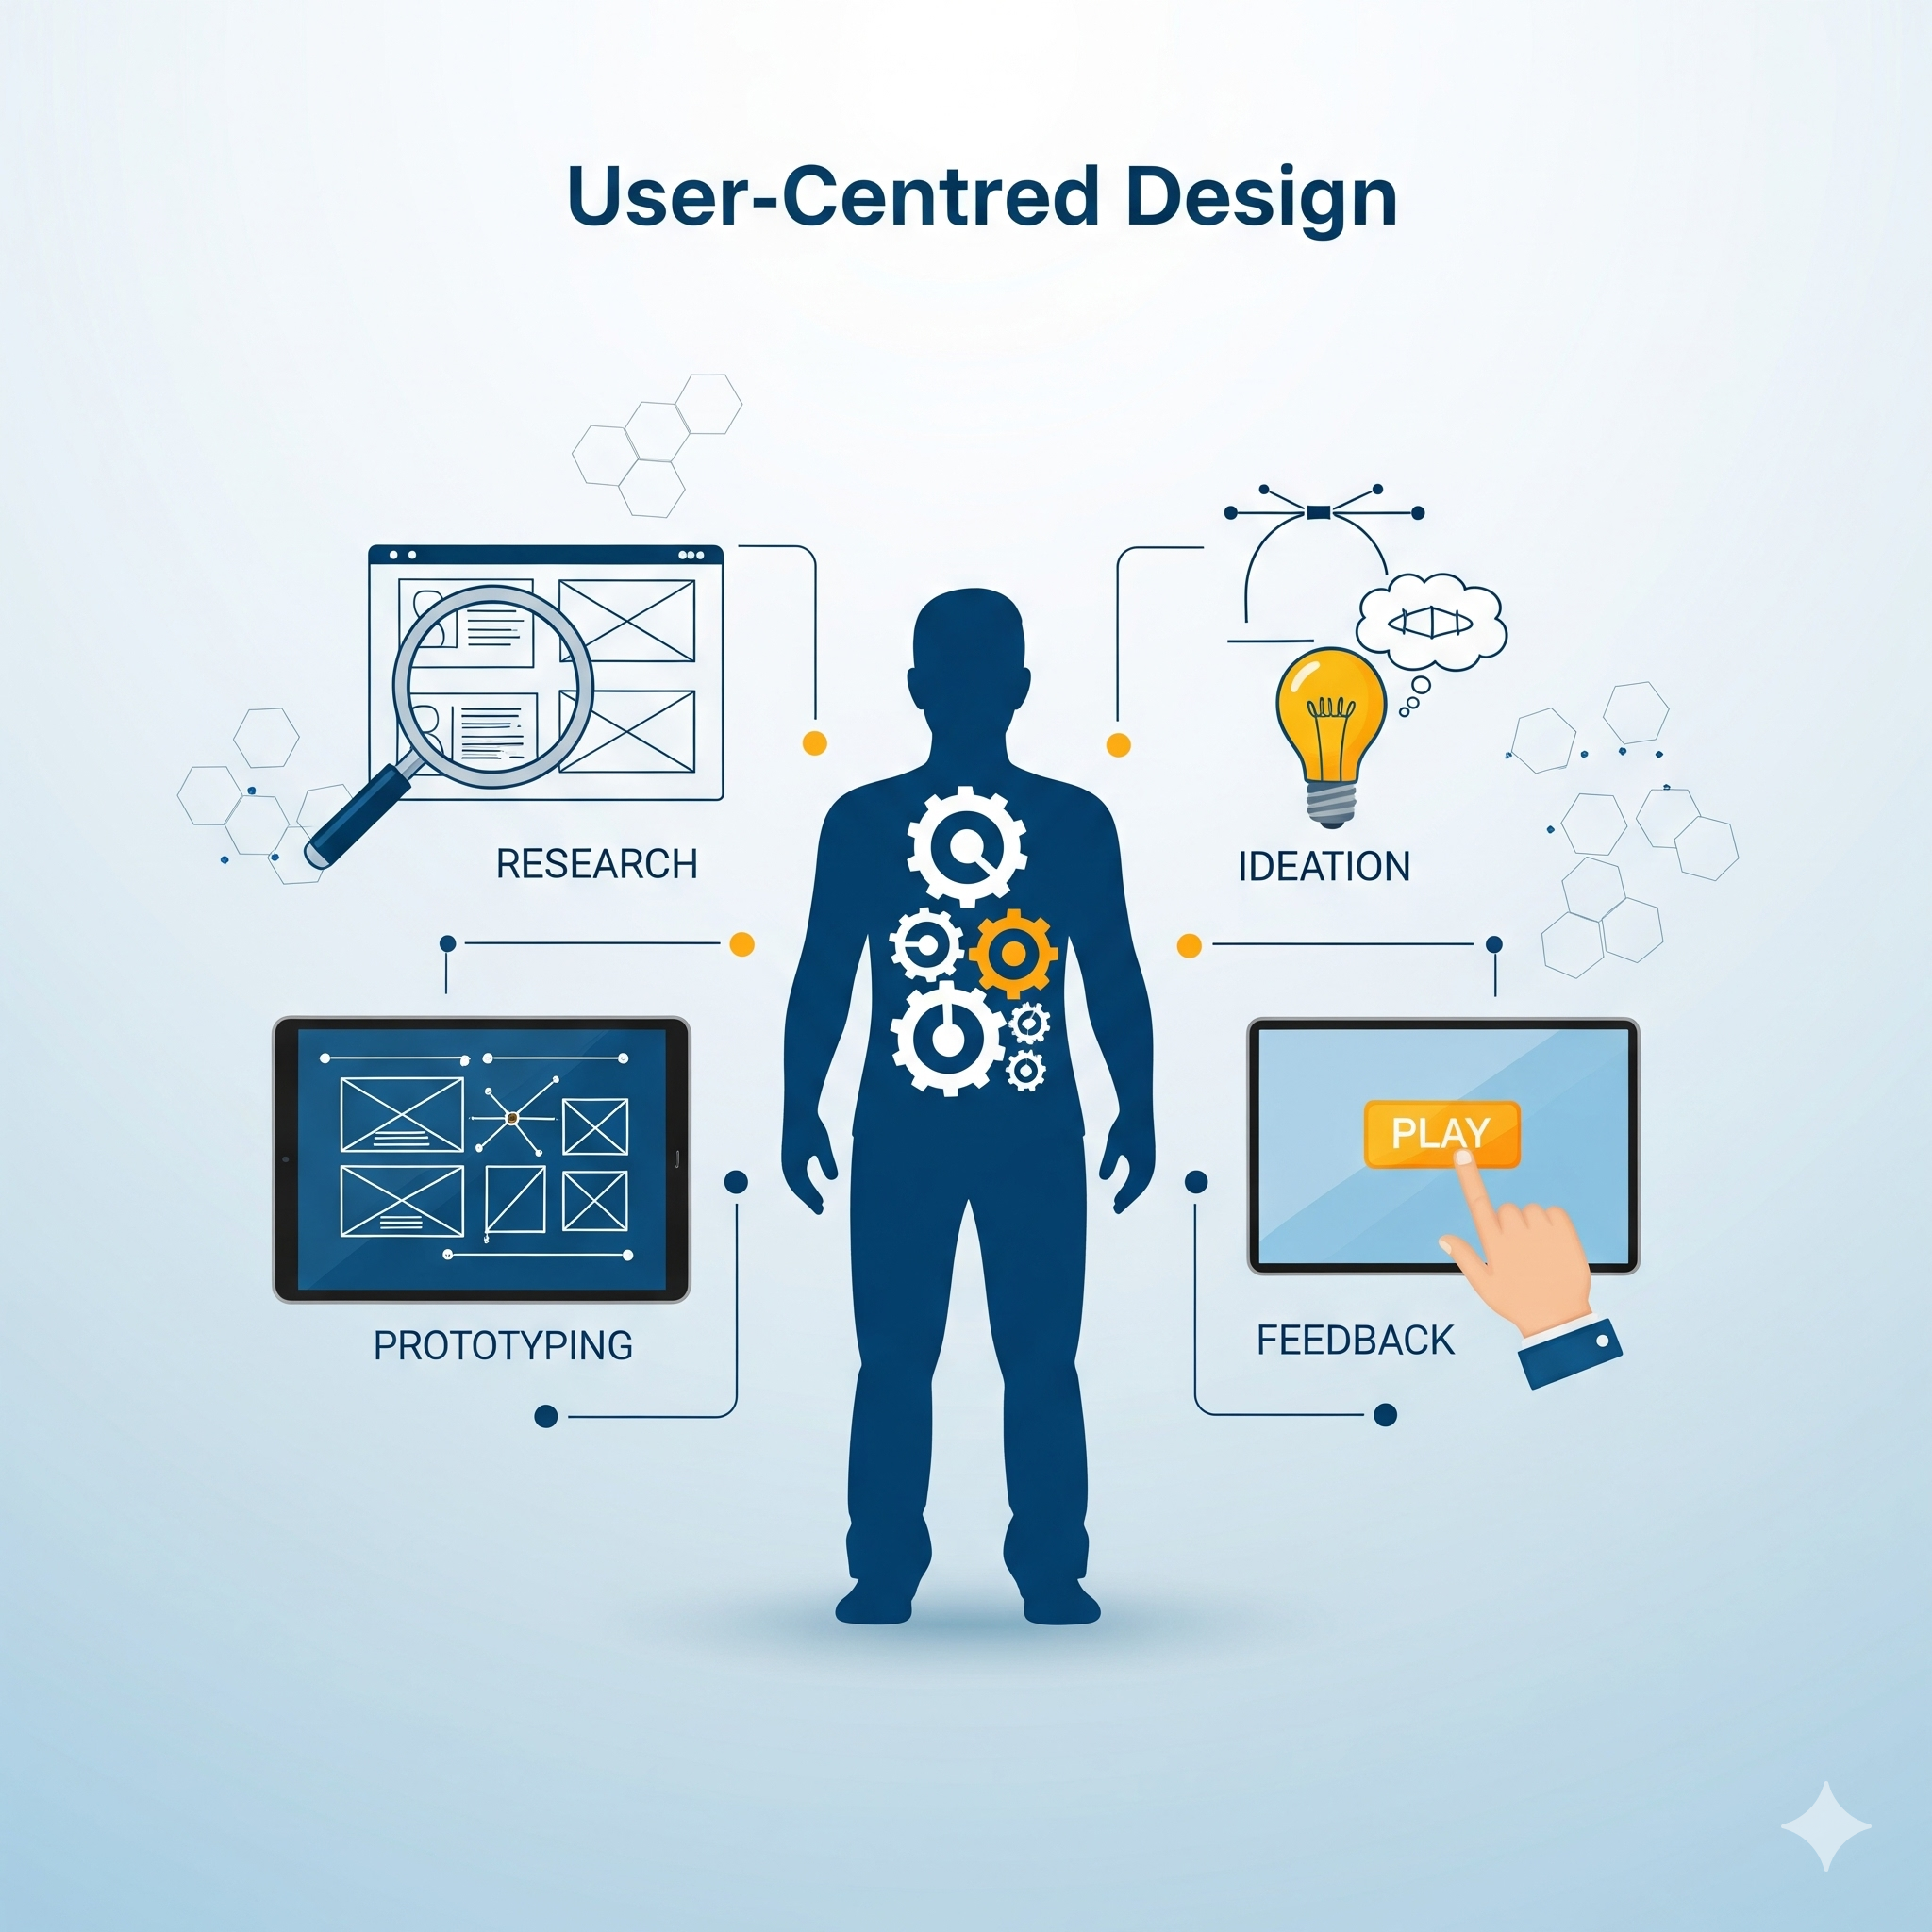 User-Centred Design
RESEARCH
IDEATION
PLAY
PROTOTYPING
FEEDBACK